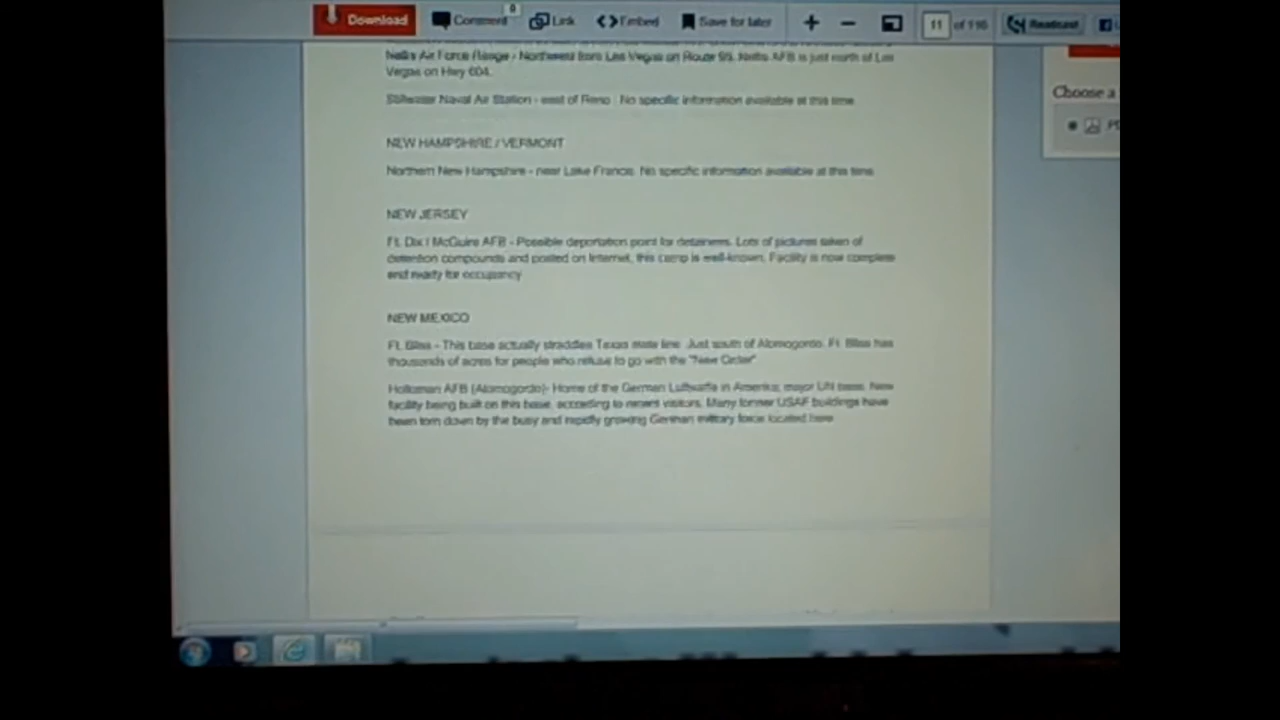 Download
0
Comment
Link
Embed
Save for later
11 of 116
Readcast
Nellis Air Force Range - Northwest from Las Vegas on Route 95. Nellis AFB is just north of Las
Vegas on Hwy 604.
Stillwater Naval Air Station - east of Reno . No specific information available at this time.
NEW HAMPSHIRE / VERMONT
Northern New Hampshire - near Lake Francis. No specific information available at this time.
NEW JERSEY
Ft. Dix / McGuire AFB - Possible deportation point for detainees. Lots of pictures taken of
detention compounds and posted on Internet, this camp is well-known. Facility is now complete
and ready for occupancy.
NEW MEXICO
Ft. Bliss - This base actually straddles Texas state line. Just south of Alomogordo, Ft. Bliss has
thousands of acres for people who refuse to go with the "New Order".
Holloman AFB (Alomogordo)- Home of the German Luftwaffe in Amerika; major UN base. New
facility being built on this base, according to recent visitors. Many former USAF buildings have
been torn down by the busy and rapidly growing German military force located here.
Choose a